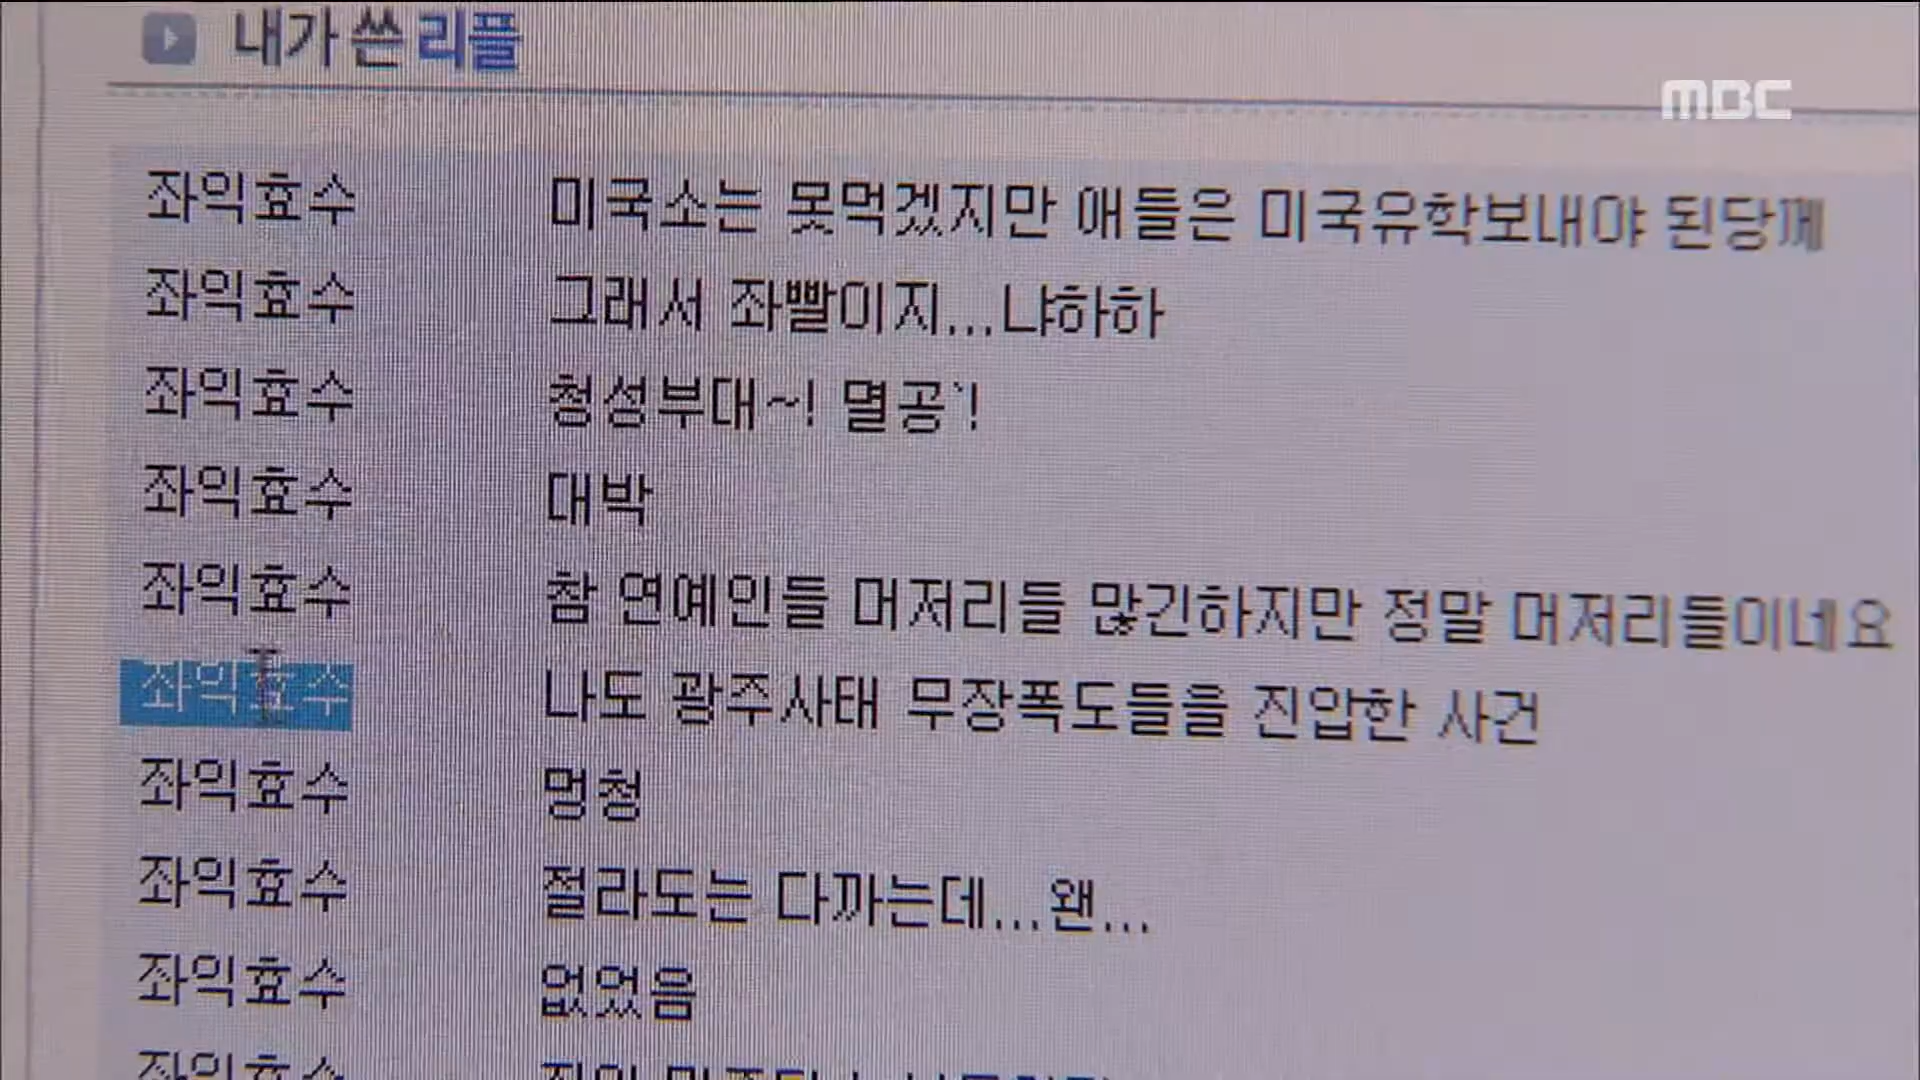 내가 쓴 리플
MBC
좌익효수 미국소는 못먹겠지만 애들은 미국유학보내야 된당께
좌익효수 그래서 좌빨이지...냐하하
좌익효수 청성부대~! 멸공`!
좌익효수 대박
좌익효수 참 연예인들 머저리들 많긴하지만 정말 머저리들이네요
좌익효수 나도 광주사태 무장폭도들을 진압한 사건
좌익효수 멍청
좌익효수 절라도는 다까는데...왠...
좌익효수 없었음
좌익효수